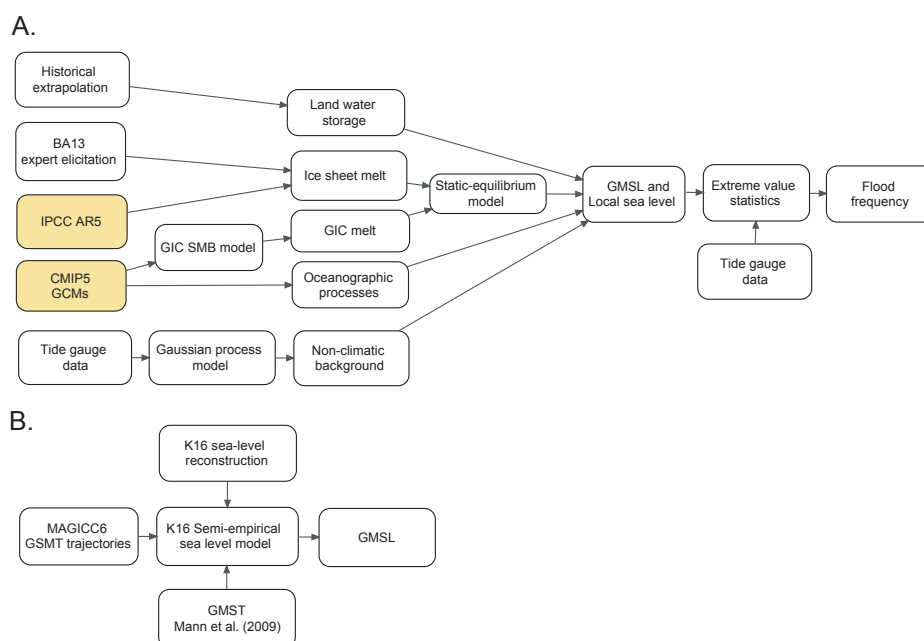 A.
Historical
extrapolation
Land water
storage
BA13
expert elicitation
Ice sheet melt
Static-equilibrium
model
GMSL and
Local sea level
Extreme value
statistics
Flood
frequency
IPCC AR5
GIC SMB model
GIC melt
CMIP5
GCMs
Oceanographic
processes
Tide gauge
data
Tide gauge
data
Gaussian process
model
Non-climatic
background
B.
K16 sea-level
reconstruction
MAGICC6
GSMT trajectories
K16 Semi-empirical
sea level model
GMSL
GMST
Mann et al. (2009)